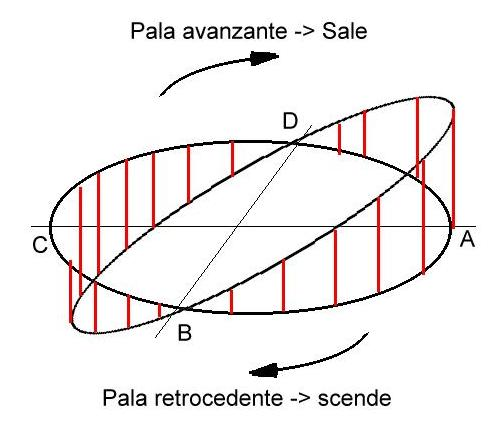 Pala avanzante -> Sale
D
C
A
B
Pala retrocedente -> scende